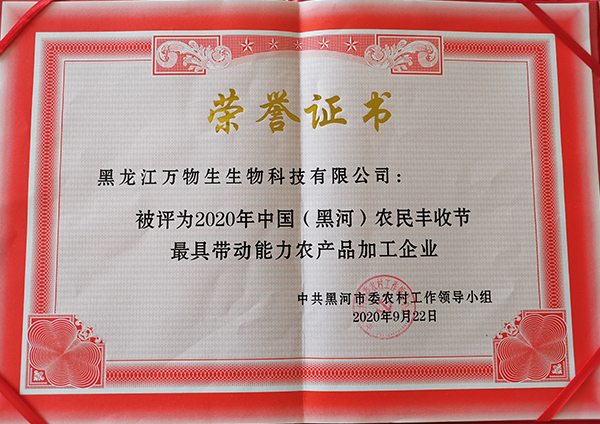 荣誉证书
黑龙江万物生生物科技有限公司：
被评为2020年中国（黑河）农民丰收节
最具带动能力农产品加工企业
中共黑河市委农村工作领导小组
2020年9月22日